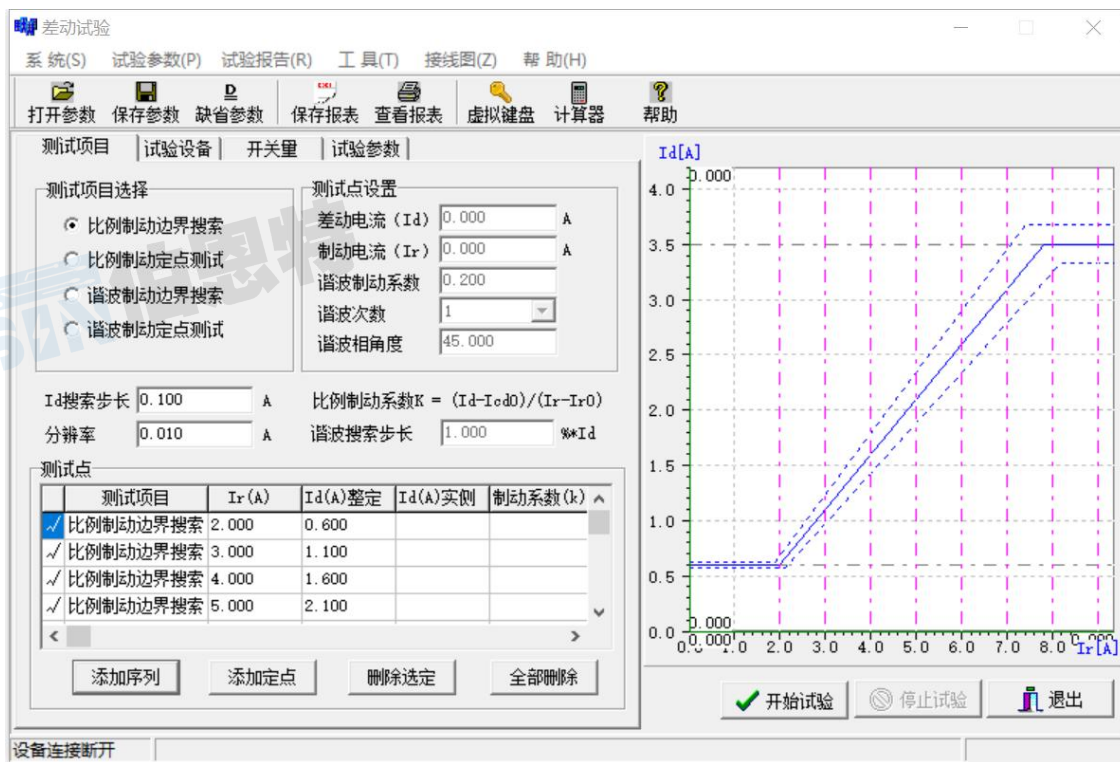 差动试验
系 统(S) 试验参数(P) 试验报告(R) 工 具(T) 接线图(Z) 帮 助(H)
打开参数 保存参数 缺省参数 保存报表 查看报表 虚拟键盘 计算器 帮助
测试项目 试验设备 开关量 试验参数
测试项目选择
比例制动边界搜索
比例制动定点测试
谐波制动边界搜索
谐波制动定点测试
测试点设置
差动电流(Id) 0.000 A
制动电流(Ir) 0.000 A
谐波制动系数 0.200
谐波次数 1
谐波相角度 45.000
Id搜索步长 0.100 A 比例制动系数K = (Id-Icd0)/(Ir-Ir0)
分辨率 0.010 A 谐波搜索步长 1.000 %*Id
测试点
测试项目 Ir(A) Id(A)整定 Id(A)实侧 制动系数(k)
比例制动边界搜索 2.000 0.600
比例制动边界搜索 3.000 1.100
比例制动边界搜索 4.000 1.600
比例制动边界搜索 5.000 2.100
添加序列 添加定点 删除选定 全部删除
Id[A]
0.000
4.0
3.5
3.0
2.5
2.0
1.5
1.0
0.5
0.000
0.0
0.000
1.0 2.0 3.0 4.0 5.0 6.0 7.0 8.0 Ir[A]
开始试验 停止试验 退出
设备连接断开
伯恩特